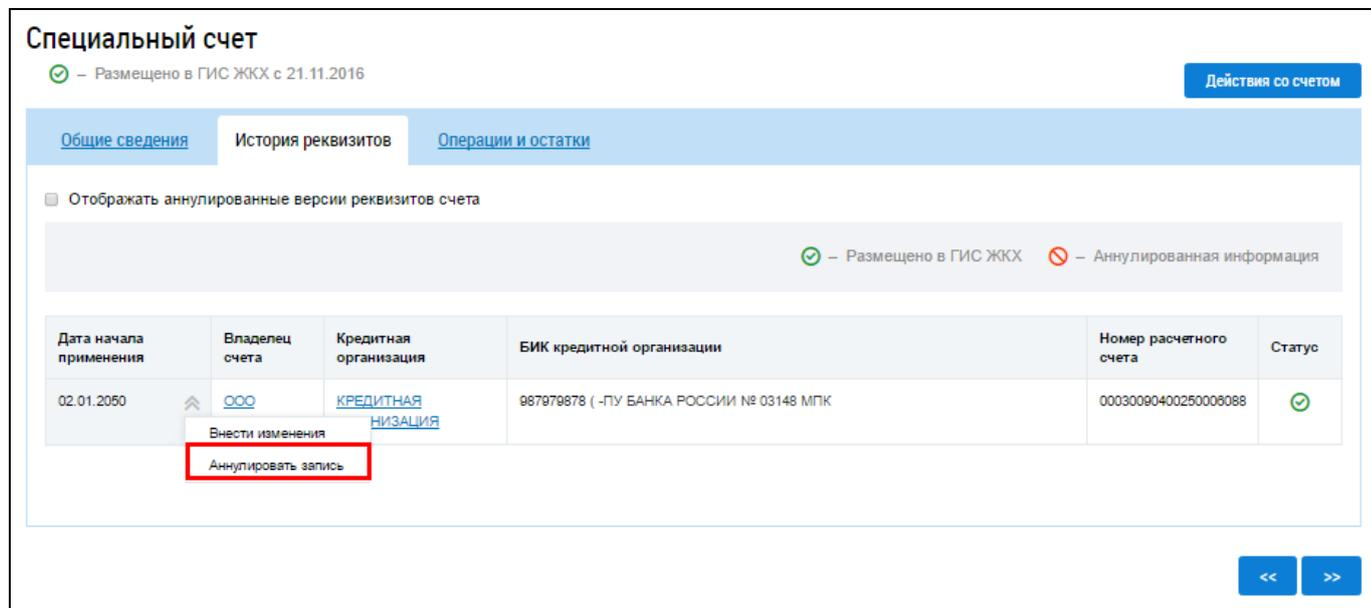 Специальный счет
– Размещено в ГИС ЖКХ с 21.11.2016
Действия со счетом
Общие сведения История реквизитов Операции и остатки
Отображать аннулированные версии реквизитов счета
– Размещено в ГИС ЖКХ – Аннулированная информация
Дата начала применения Владелец счета Кредитная организация БИК кредитной организации Номер расчетного счета Статус
02.01.2050 ООО КРЕДИТНАЯ 987979878 ( -ПУ БАНКА РОССИИ № 03148 МПК 00030090400250006088
НИЗАЦИЯ
Внести изменения
Аннулировать запись
<< >>